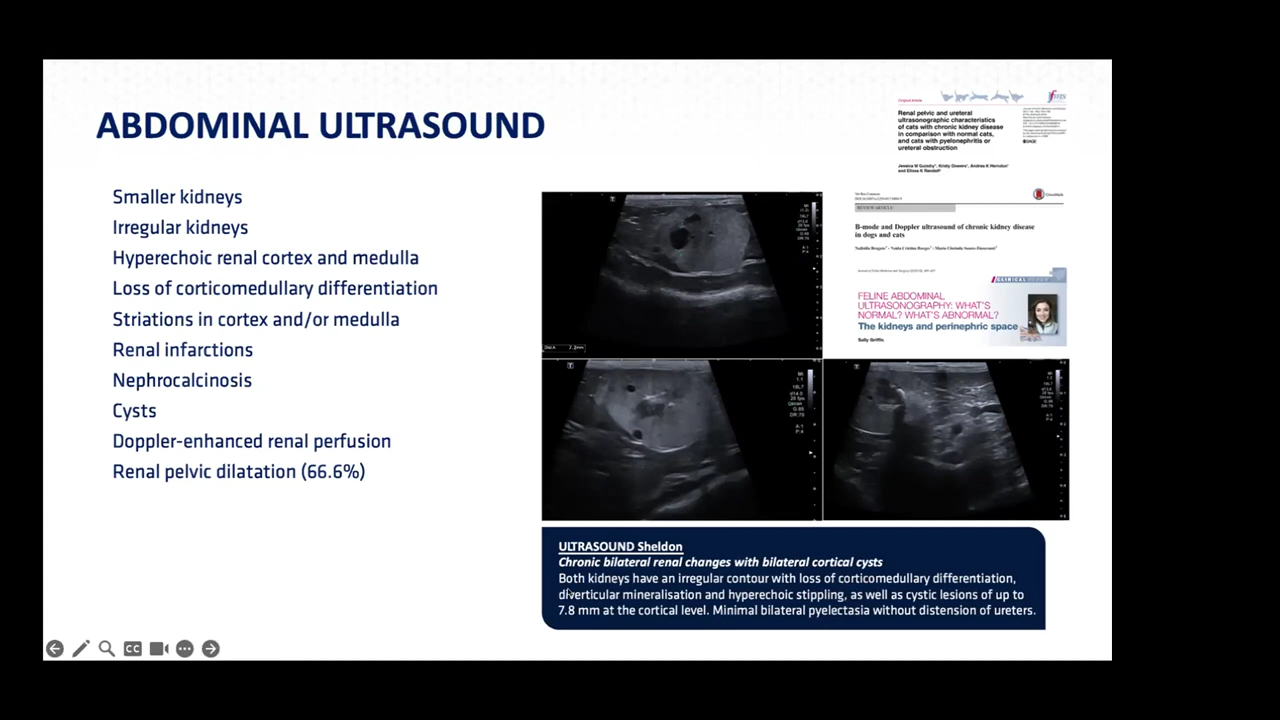 ABDOMINAL ULTRASOUND
Smaller kidneys
Irregular kidneys
Hyperechoic renal cortex and medulla
Loss of corticomedullary differentiation
Striations in cortex and/or medulla
Renal infarctions
Nephrocalcinosis
Cysts
Doppler-enhanced renal perfusion
Renal pelvic dilatation (66.6%)
Renal pelvic and ureteral
ultrasonographic characteristics
of cats with chronic kidney disease
in comparison with normal cats,
and cats with pyelonephritis or
ureteral obstruction
REVIEW ARTICLE
B-mode and Doppler ultrasound of chronic kidney disease
in dogs and cats
CLINICAL REVIEW
FELINE ABDOMINAL
ULTRASONOGRAPHY: WHAT'S
NORMAL? WHAT'S ABNORMAL?
The kidneys and perinephric space
Sally Griffin
ULTRASOUND Sheldon
Chronic bilateral renal changes with bilateral cortical cysts
Both kidneys have an irregular contour with loss of corticomedullary differentiation,
diverticular mineralisation and hyperechoic stippling, as well as cystic lesions of up to
7.8 mm at the cortical level. Minimal bilateral pyelectasia without distension of ureters.
CC